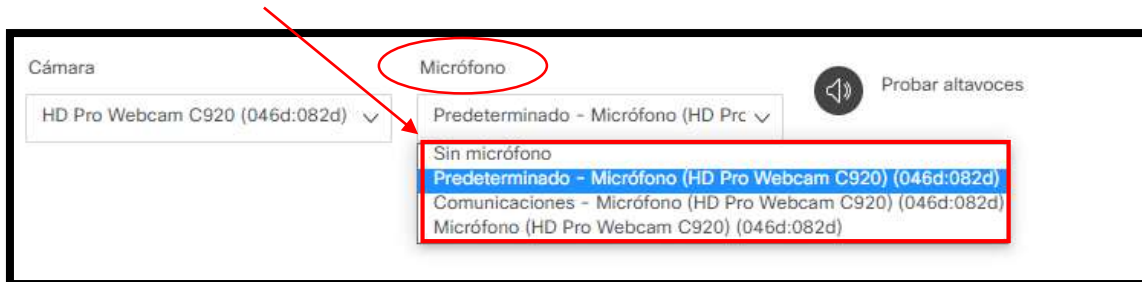 Cámara
HD Pro Webcam C920 (046d:082d)
Micrófono
Predeterminado - Micrófono (HD Prc
Sin micrófono
Predeterminado - Micrófono (HD Pro Webcam C920) (046d:082d)
Comunicaciones - Micrófono (HD Pro Webcam C920) (046d:082d)
Micrófono (HD Pro Webcam C920) (046d:082d)
Probar altavoces